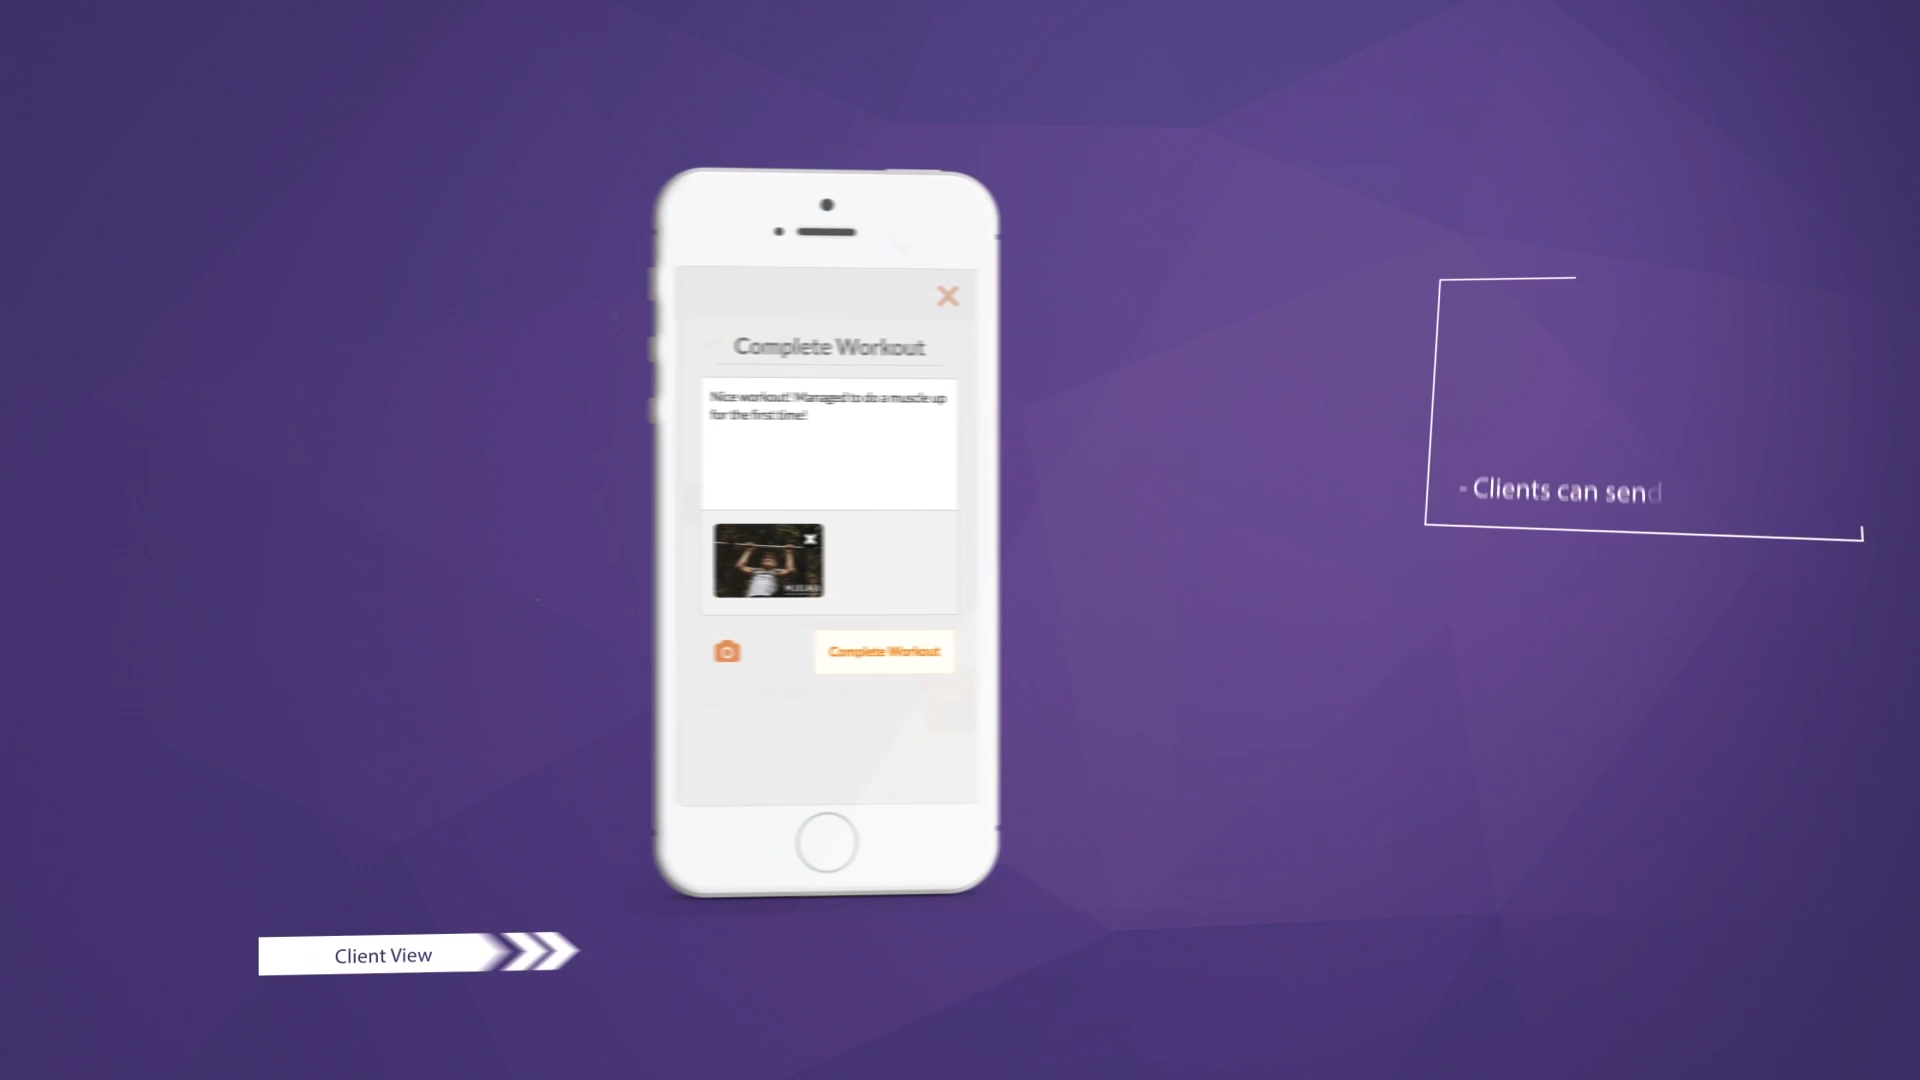 Complete Workout
Nice workout! Managed to do a muscle up
for the first time!
Complete Workout
- Clients can send
Client View